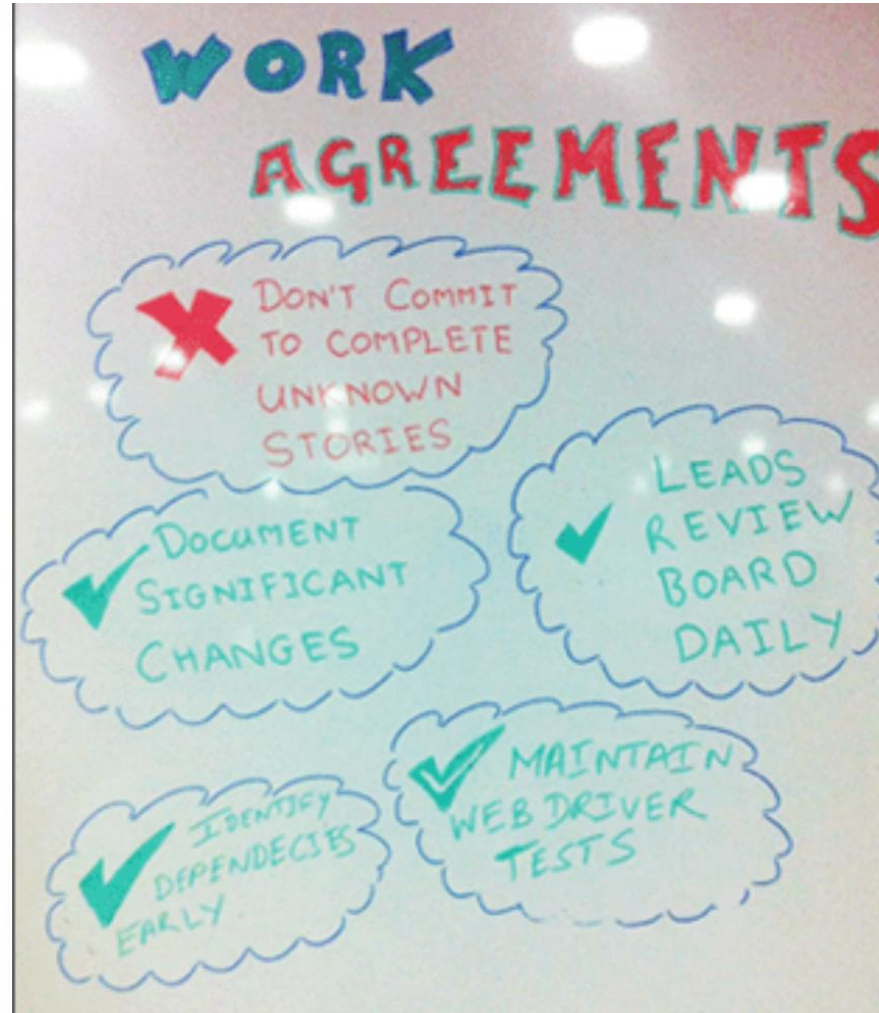 WORK
AGREEMENTS
DON'T COMMIT
TO COMPLETE
UNKNOWN
STORIES
DOCUMENT
SIGNIFICANT
CHANGES
LEADS
REVIEW
BOARD
DAILY
IDENTIFY
DEPENDECIES
EARLY
MAINTAIN
WEB DRIVER
TESTS